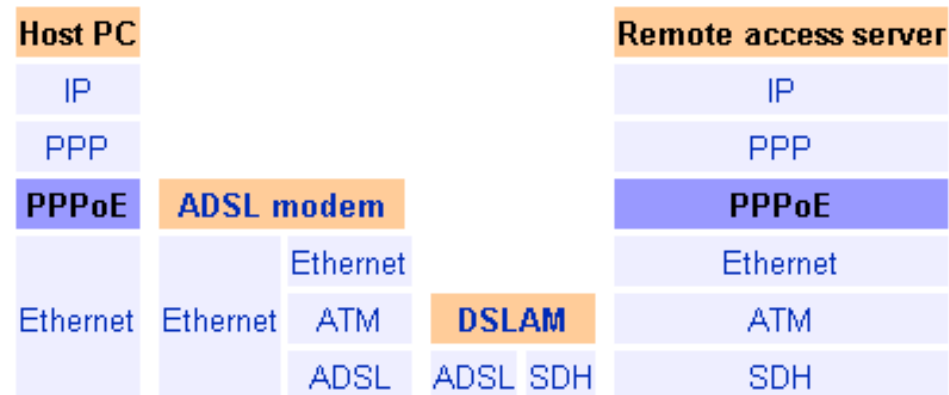 Host PC Remote access server
IP IP
PPP PPP
PPPoE ADSL modem PPPoE
Ethernet Ethernet
Ethernet Ethernet ATM DSLAM ATM
ADSL ADSL SDH SDH